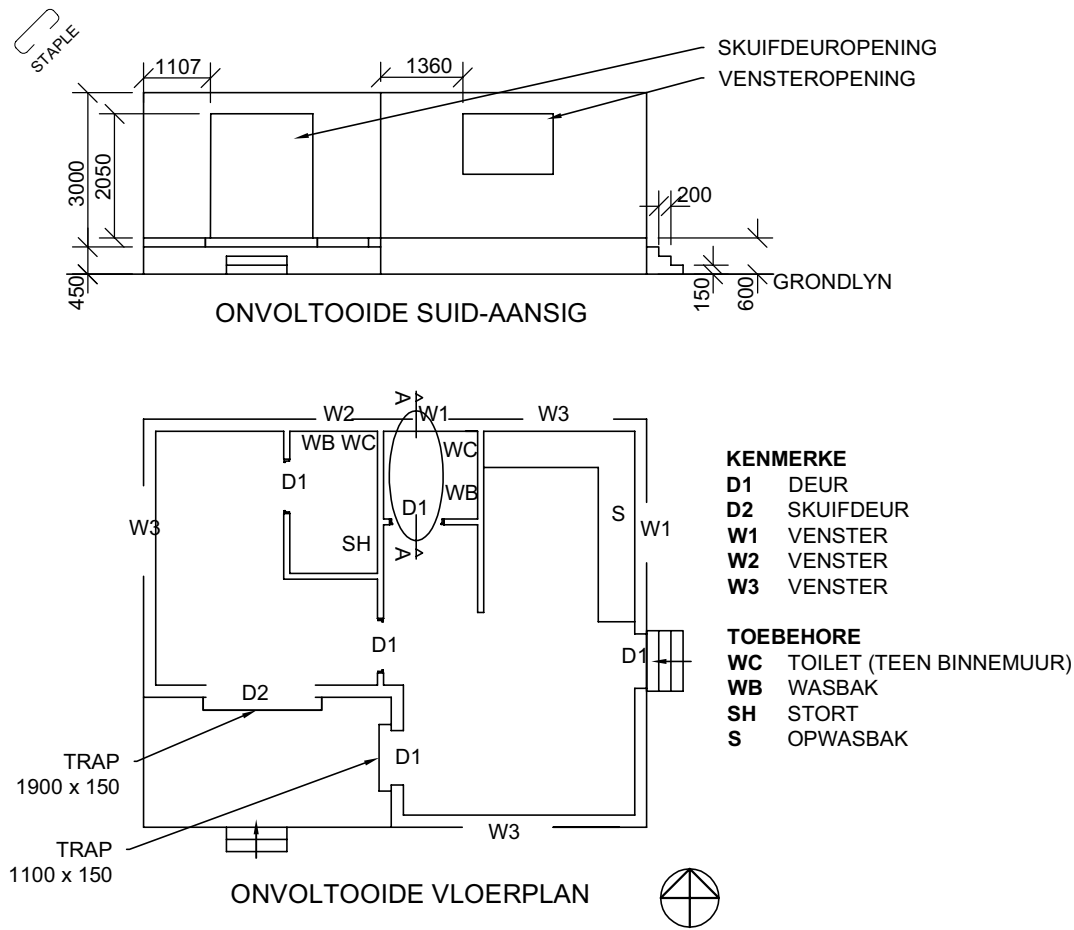 STAPLE
1107
1360
SKUIFDEUROPENING
VENSTEROPENING
3000
2050
200
450
150
600
GRONDLYN
ONVOLTOOIDE SUID-AANSIG
W2
A
W1
W3
WB WC
WC
D1
WB
D1
S
W3
W1
SH
A
D1
D1
D2
D1
W3
TRAP
1900 x 150
TRAP
1100 x 150
ONVOLTOOIDE VLOERPLAN
KENMERKE
D1 DEUR
D2 SKUIFDEUR
W1 VENSTER
W2 VENSTER
W3 VENSTER
TOEBEHORE
WC TOILET (TEEN BINNEMUUR)
WB WASBAK
SH STORT
S OPWASBAK